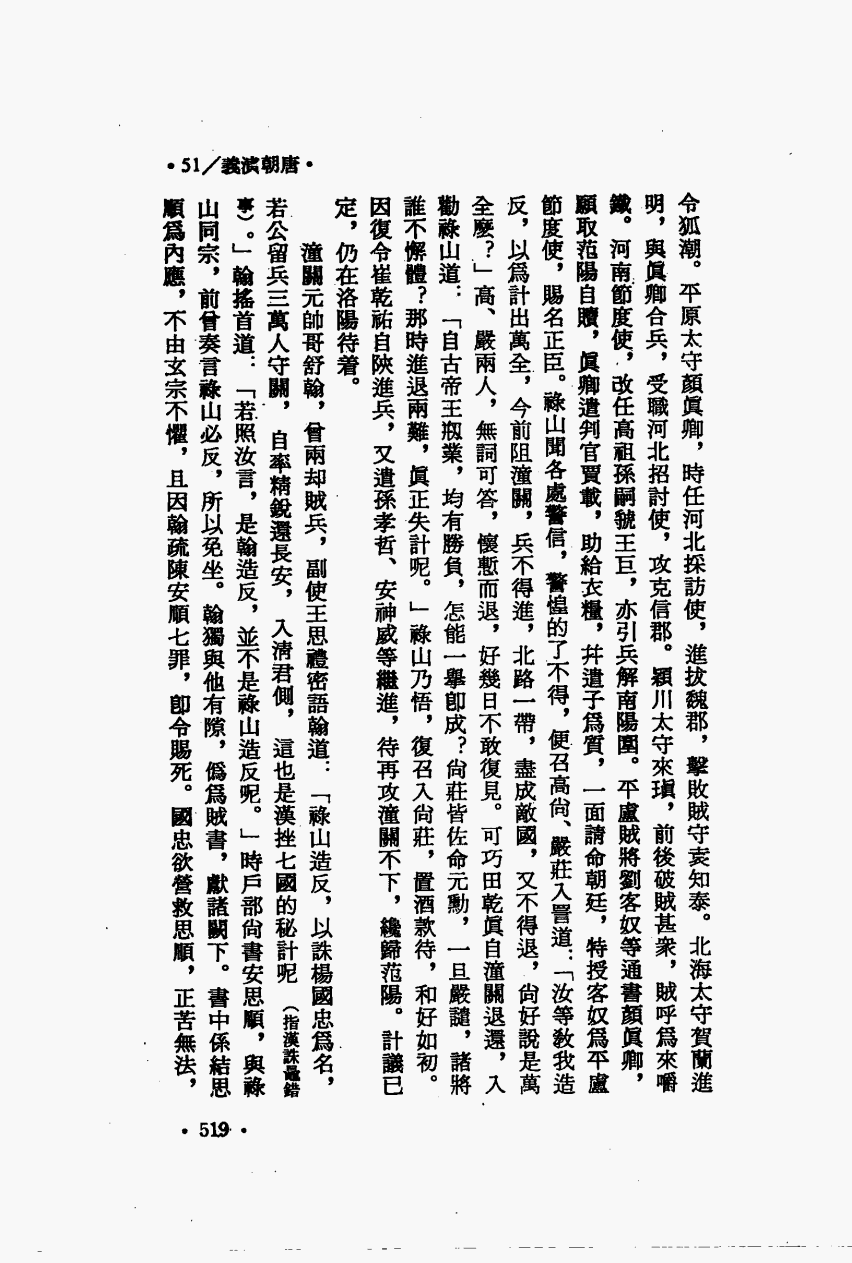 ·51/義演朝唐·
令狐潮。平原太守顏眞卿，時任河北採訪使，進拔魏郡，擊敗賊守袁知泰。北海太守賀蘭進
明，與眞卿合兵，受職河北招討使，攻克信郡。潁川太守來瑱，前後破賊甚衆，賊呼爲來嚼
鐵。河南節度使，改任高祖孫嗣虢王巨，亦引兵解南陽圍。平盧賊將劉客奴等通書顏眞卿，
願取范陽自贖，眞卿遣判官賈載，助給衣糧，幷遣子爲質，一面請命朝廷，特授客奴爲平盧
節度使，賜名正臣。祿山聞各處警信，警惶的了不得，便召高尙、嚴莊入詈道：「汝等敎我造
反，以爲計出萬全，今前阻潼關，兵不得進，北路一帶，盡成敵國，又不得退，尙好說是萬
全麽？」高、嚴兩人，無詞可答，懷慙而退，好幾日不敢復見。可巧田乾眞自潼關退還，入
勸祿山道：「自古帝王剏業，均有勝負，怎能一擧卽成？尙莊皆佐命元勳，一旦嚴譴，諸將
誰不懈體？那時進退兩難，眞正失計呢。」祿山乃悟，復召入尙莊，置酒款待，和好如初。
因復令崔乾祐自陝進兵，又遣孫孝哲、安神威等繼進，待再攻潼關不下，纔歸范陽。計議已
定，仍在洛陽待着。
潼關元帥哥舒翰，曾兩却賊兵，副使王思禮密語翰道：「祿山造反，以誅楊國忠爲名，
若公留兵三萬人守關，自率精銳還長安，入淸君側，這也是漢挫七國的秘計呢（指漢誅鼂錯
事）。」翰搖首道：「若照汝言，是翰造反，並不是祿山造反呢。」時戶部尙書安思順，與祿
山同宗，前曾奏言祿山必反，所以免坐。翰獨與他有隙，僞爲賊書，獻諸闕下。書中係結思
順爲內應，不由玄宗不懼，且因翰疏陳安順七罪，卽令賜死。國忠欲營救思順，正苦無法，
·519·